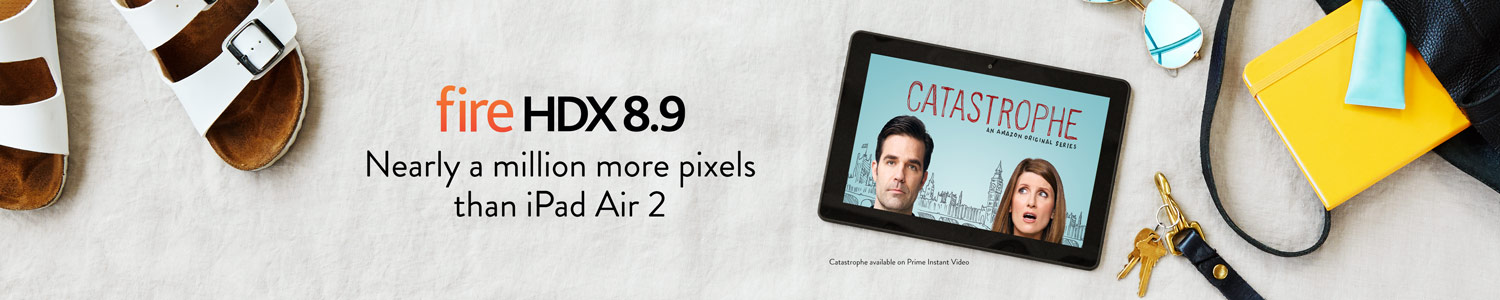 fire HDX 8.9
Nearly a million more pixels
than iPad Air 2
CATASTROPHE
AN AMAZON ORIGINAL SERIES
Catastrophe available on Prime Instant Video